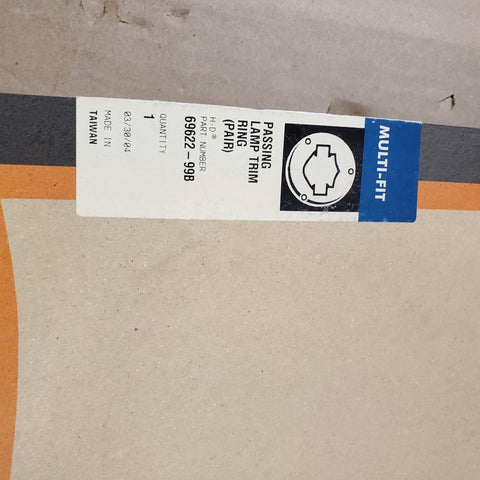 MULTI-FIT
PASSING
LAMP TRIM
RING
(PAIR)
H-D®
PART NUMBER
69622-99B
QUANTITY
1
03/30/04
MADE IN
TAIWAN